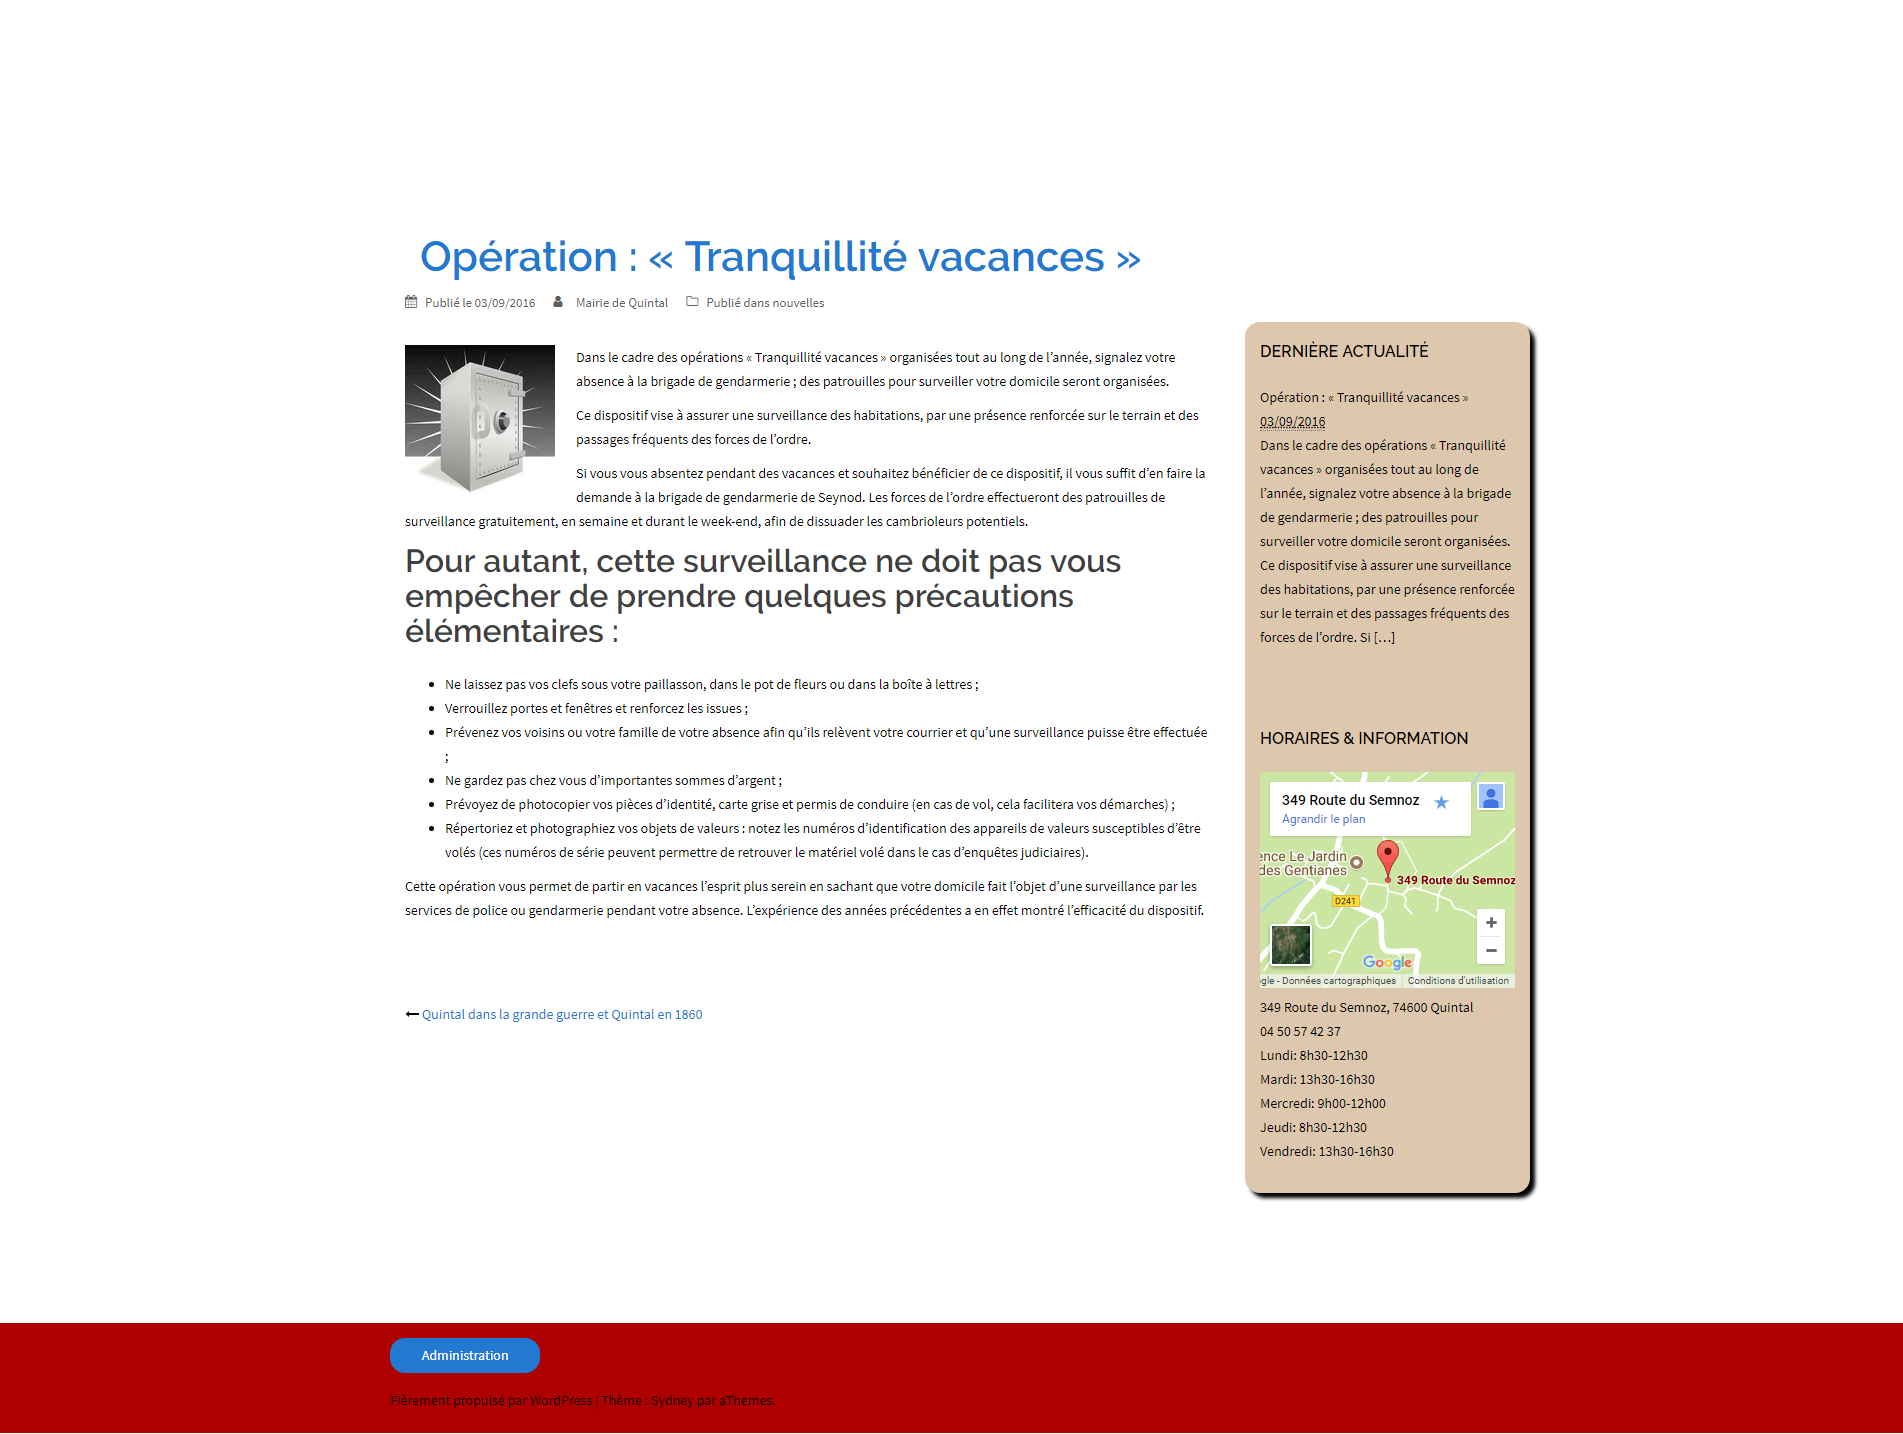 Opération : « Tranquillité vacances »
Publié le 03/09/2016 Mairie de Quintal Publié dans nouvelles
Dans le cadre des opérations « Tranquillité vacances » organisées tout au long de l’année, signalez votre
absence à la brigade de gendarmerie ; des patrouilles pour surveiller votre domicile seront organisées.
Ce dispositif vise à assurer une surveillance des habitations, par une présence renforcée sur le terrain et des
passages fréquents des forces de l’ordre.
Si vous vous absentez pendant des vacances et souhaitez bénéficier de ce dispositif, il vous suffit d’en faire la
demande à la brigade de gendarmerie de Seynod. Les forces de l’ordre effectueront des patrouilles de
surveillance gratuitement, en semaine et durant le week-end, afin de dissuader les cambrioleurs potentiels.
Pour autant, cette surveillance ne doit pas vous
empêcher de prendre quelques précautions
élémentaires :
Ne laissez pas vos clefs sous votre paillasson, dans le pot de fleurs ou dans la boîte à lettres ;
Verrouillez portes et fenêtres et renforcez les issues ;
Prévenez vos voisins ou votre famille de votre absence afin qu’ils relèvent votre courrier et qu’une surveillance puisse être effectuée
;
Ne gardez pas chez vous d’importantes sommes d’argent ;
Prévoyez de photocopier vos pièces d’identité, carte grise et permis de conduire (en cas de vol, cela facilitera vos démarches) ;
Répertoriez et photographiez vos objets de valeurs : notez les numéros d’identification des appareils de valeurs susceptibles d’être
volés (ces numéros de série peuvent permettre de retrouver le matériel volé dans le cas d’enquêtes judiciaires).
Cette opération vous permet de partir en vacances l’esprit plus serein en sachant que votre domicile fait l’objet d’une surveillance par les
services de police ou gendarmerie pendant votre absence. L’expérience des années précédentes a en effet montré l’efficacité du dispositif.
Quintal dans la grande guerre et Quintal en 1860
DERNIÈRE ACTUALITÉ
Opération : « Tranquillité vacances »
03/09/2016
Dans le cadre des opérations « Tranquillité
vacances » organisées tout au long de
l’année, signalez votre absence à la brigade
de gendarmerie ; des patrouilles pour
surveiller votre domicile seront organisées.
Ce dispositif vise à assurer une surveillance
des habitations, par une présence renforcée
sur le terrain et des passages fréquents des
forces de l’ordre. Si […]
HORAIRES & INFORMATION
349 Route du Semnoz
Agrandir le plan
ence Le Jardin
des Gentianes
349 Route du Semnoz
D241
+
−
Google
gle - Données cartographiques Conditions d'utilisation
349 Route du Semnoz, 74600 Quintal
04 50 57 42 37
Lundi: 8h30-12h30
Mardi: 13h30-16h30
Mercredi: 9h00-12h00
Jeudi: 8h30-12h30
Vendredi: 13h30-16h30
Administration
Fièrement propulsé par WordPress | Thème : Sydney par aThemes.